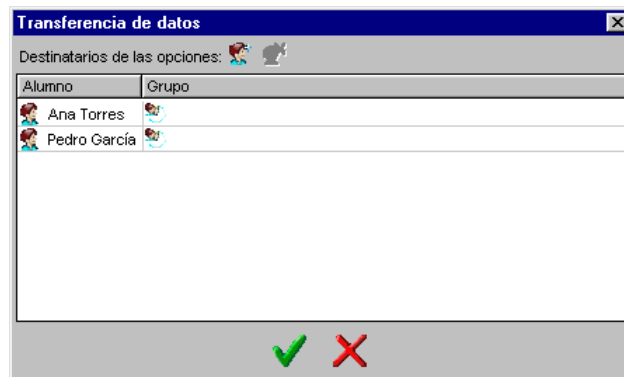 Transferencia de datos
Destinatarios de las opciones:
Alumno Grupo
Ana Torres
Pedro García